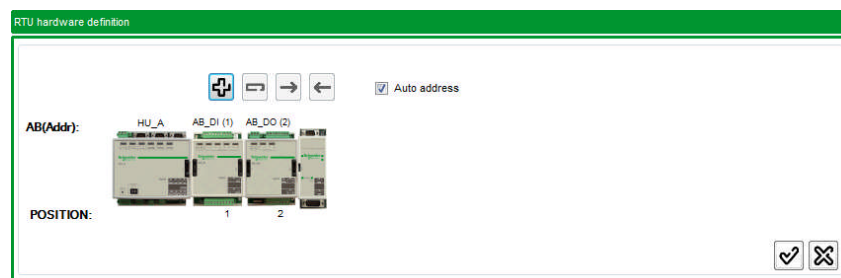 RTU hardware definition
Auto address
AB(Addr): HU_A AB_DI (1) AB_DO (2)
POSITION: 1 2